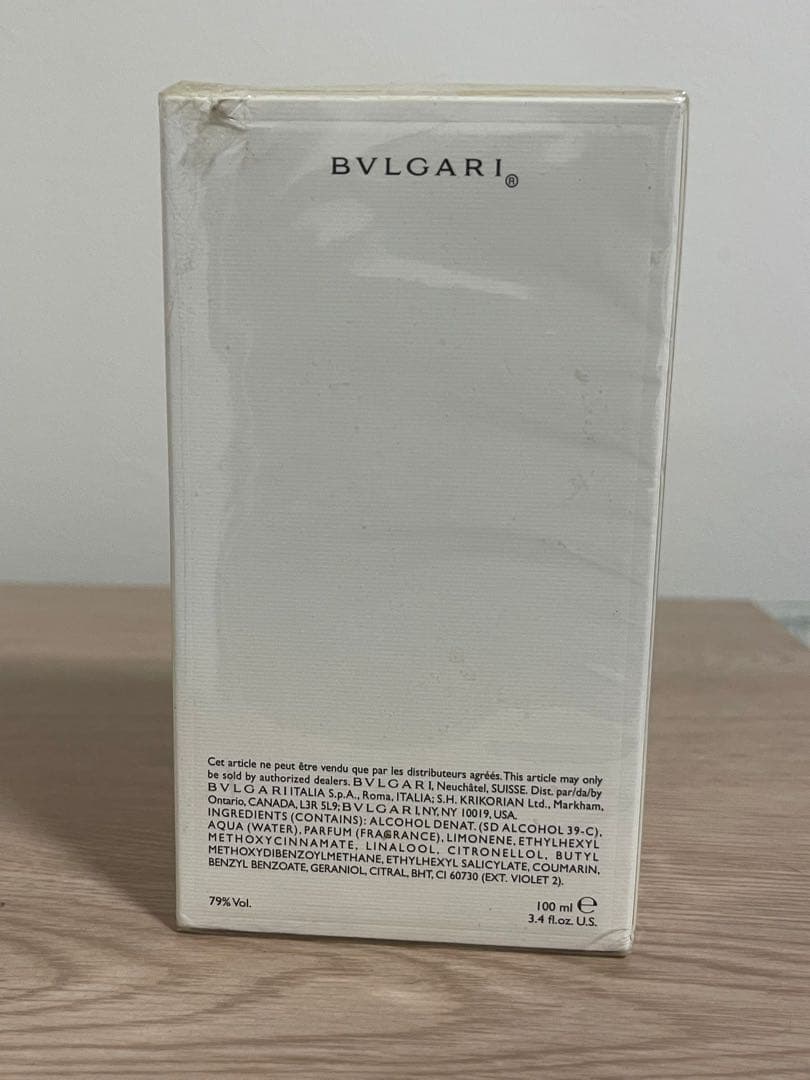 BVLGARI®
Cet article ne peut être vendu que par les distributeurs agréés. This article may only
be sold by authorized dealers. BVLGARI, Neuchâtel, SUISSE. Dist. par/da/by
BVLGARI ITALIA S.p.A., Roma, ITALIA; S.H. KRIKORIAN Ltd., Markham,
Ontario, CANADA, L3R 5L9; BVLGARI, NY, NY 10019, USA.
INGREDIENTS (CONTAINS): ALCOHOL DENAT. (SD ALCOHOL 39-C),
AQUA (WATER), PARFUM (FRAGRANCE), LIMONENE, ETHYLHEXYL
METHOXYCINNAMATE, LINALOOL, CITRONELLOL, BUTYL
METHOXYDIBENZOYLMETHANE, ETHYLHEXYL SALICYLATE, COUMARIN,
BENZYL BENZOATE, GERANIOL, CITRAL, BHT, CI 60730 (EXT. VIOLET 2).
79% Vol. 100 ml ℮
3.4 fl.oz. U.S.